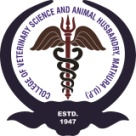 COLLEGE OF VETERINARY SCIENCE AND ANIMAL HUSBANDRY, MATHURA (U.P.)
ESTD.
1947